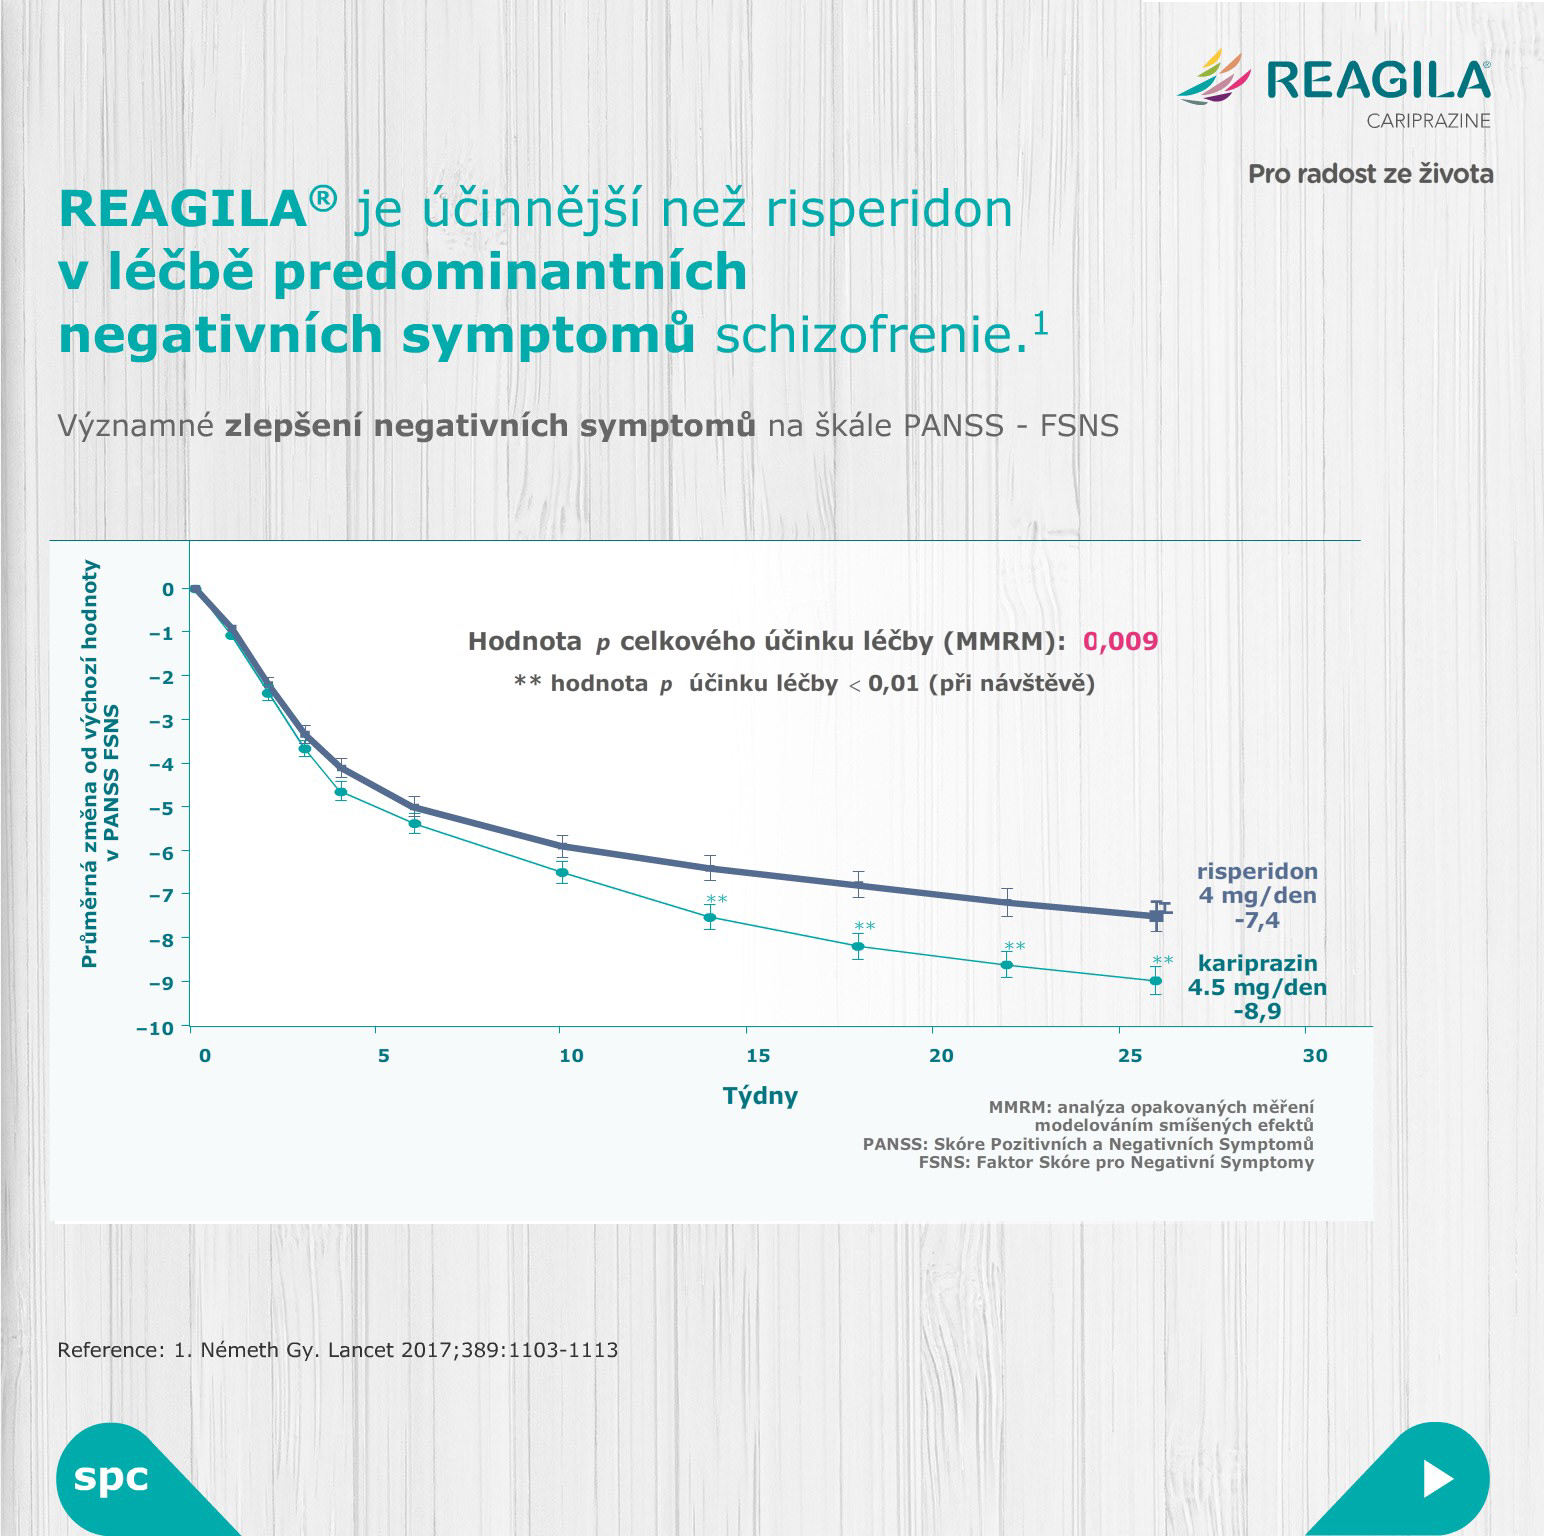 REAGILA®
CARIPRAZINE
Pro radost ze života
REAGILA® je účinnější než risperidon
v léčbě predominantních
negativních symptomů schizofrenie.1
Významné zlepšení negativních symptomů na škále PANSS - FSNS
Průměrná změna od výchozí hodnoty
v PANSS FSNS
0
–1
–2
–3
–4
–5
–6
–7
–8
–9
–10
Hodnota p celkového účinku léčby (MMRM): 0,009
** hodnota p účinku léčby < 0,01 (při návštěvě)
**
**
**
**
risperidon
4 mg/den
-7,4
kariprazin
4.5 mg/den
-8,9
0 5 10 15 20 25 30
Týdny
MMRM: analýza opakovaných měření
modelováním smíšených efektů
PANSS: Skóre Pozitivních a Negativních Symptomů
FSNS: Faktor Skóre pro Negativní Symptomy
Reference: 1. Németh Gy. Lancet 2017;389:1103-1113
spc